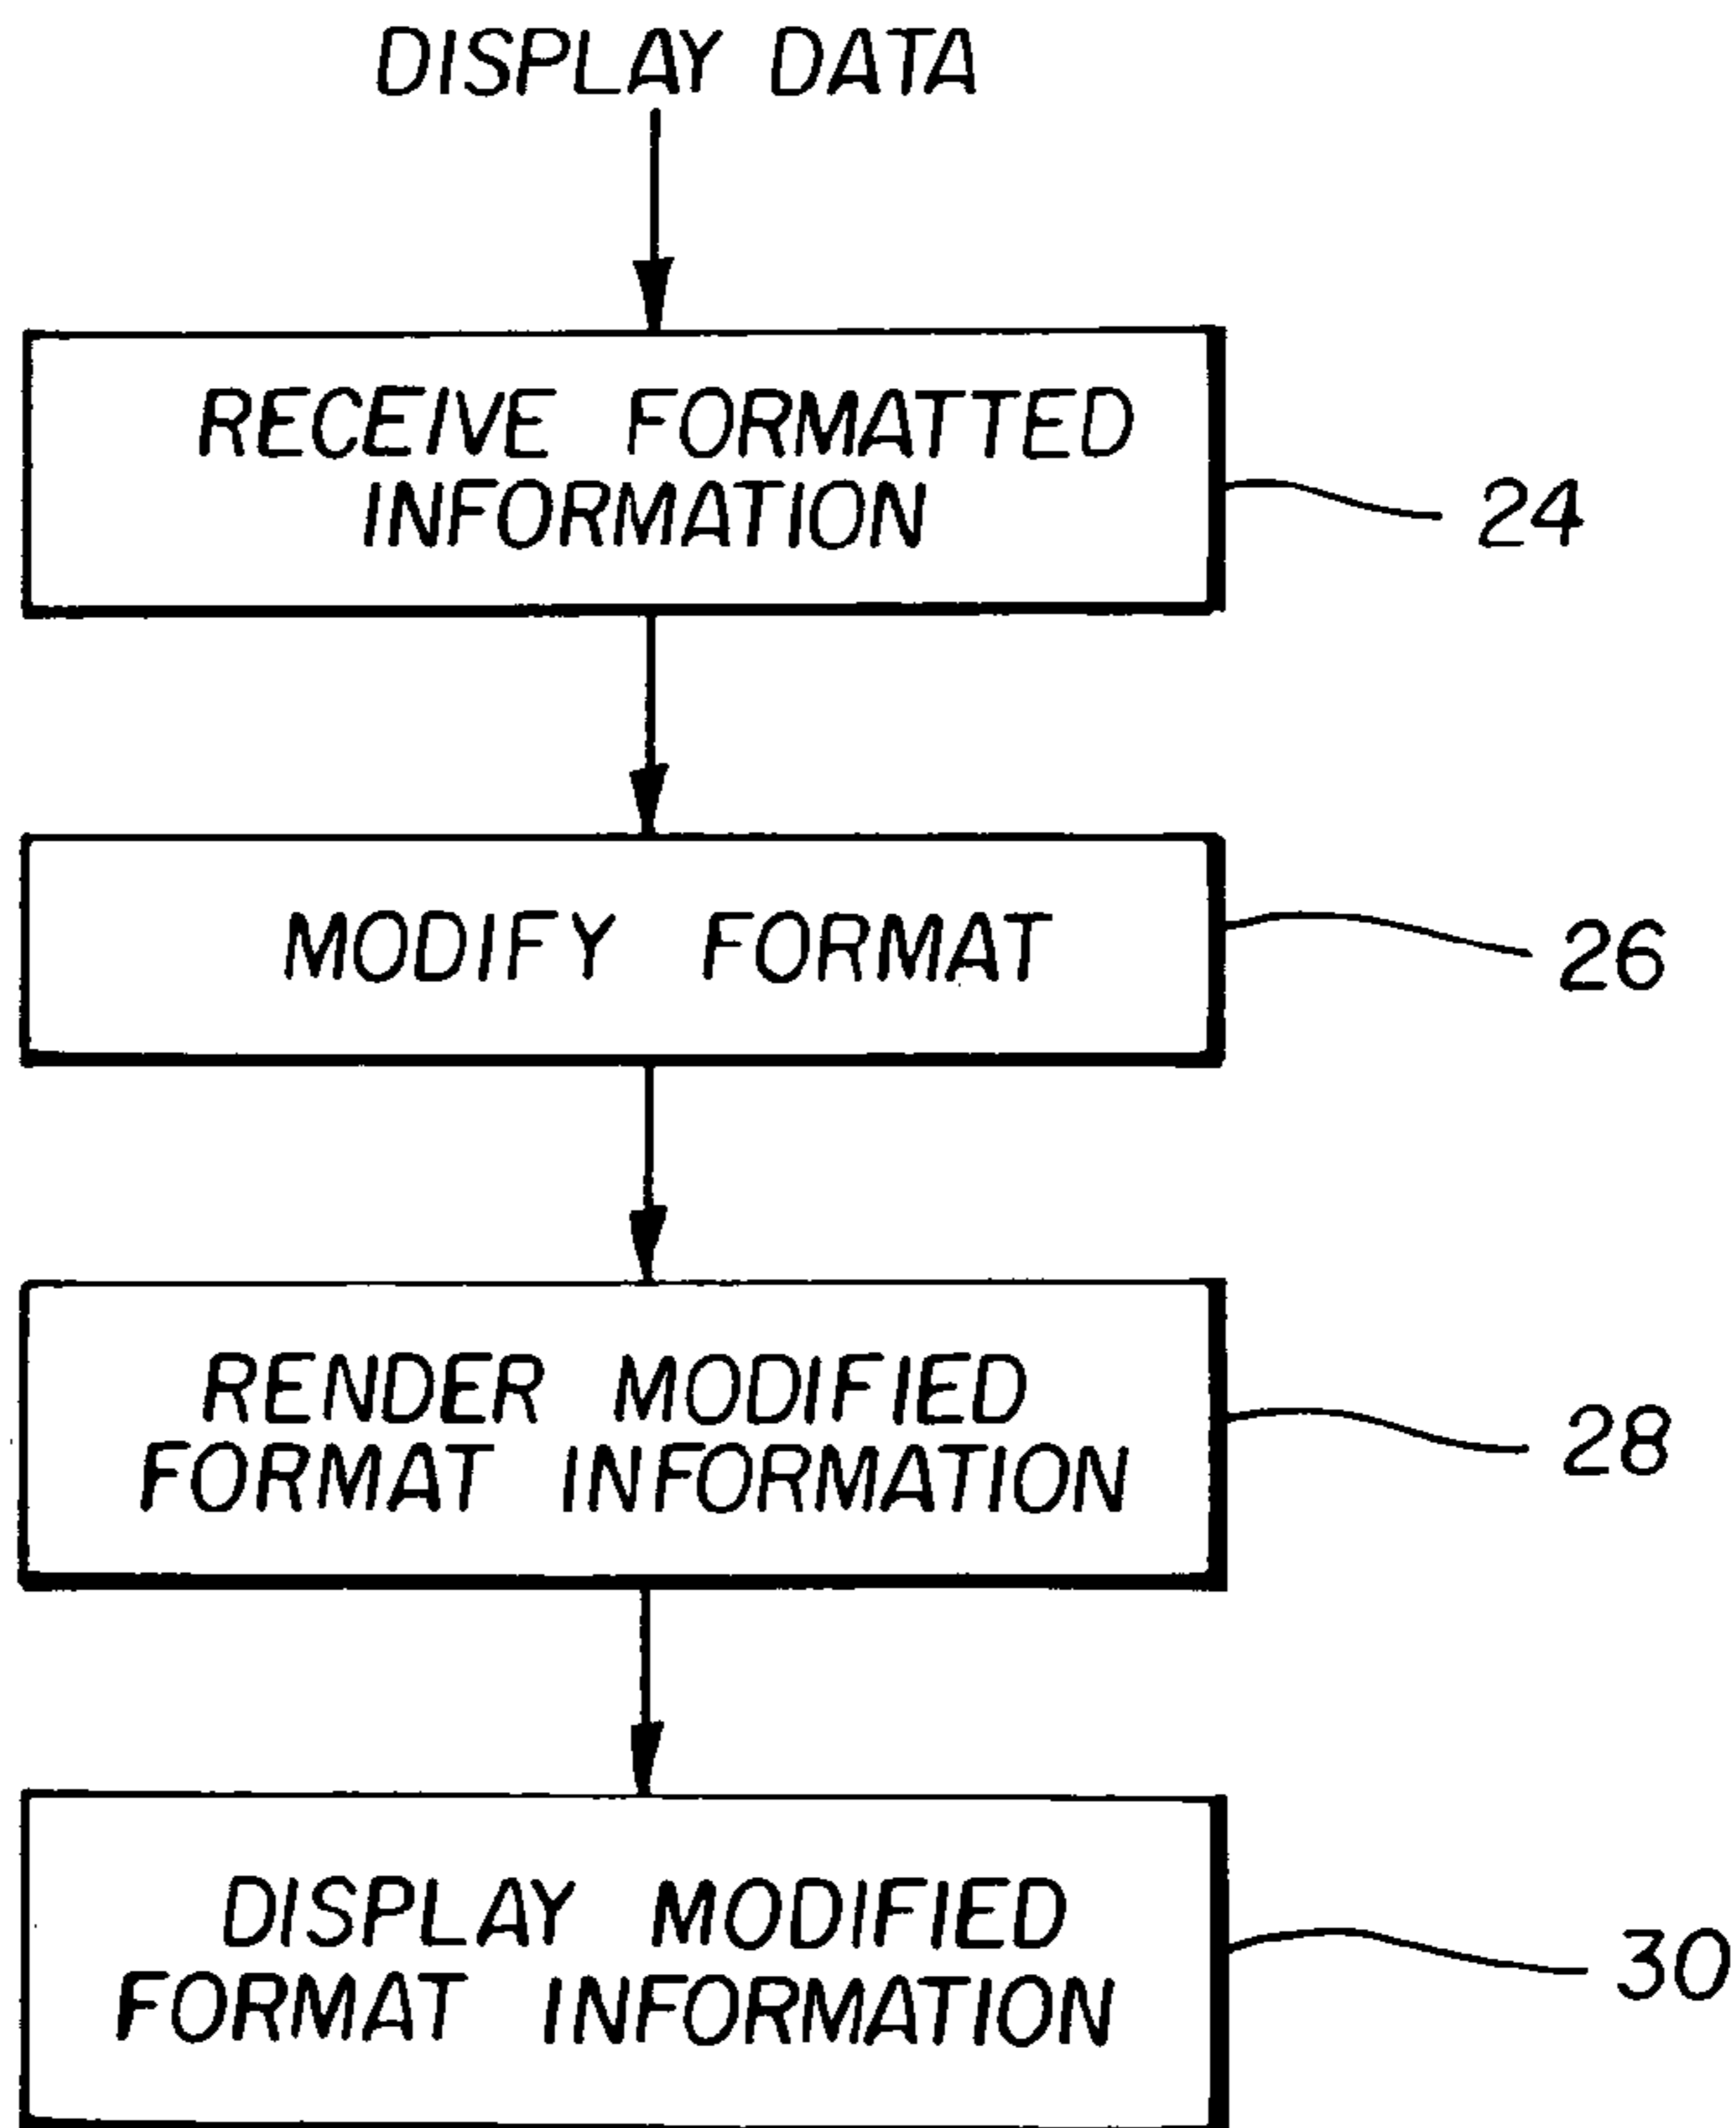 DISPLAY DATA
RECEIVE FORMATTED
INFORMATION
24
MODIFY FORMAT
26
RENDER MODIFIED
FORMAT INFORMATION
28
DISPLAY MODIFIED
FORMAT INFORMATION
30